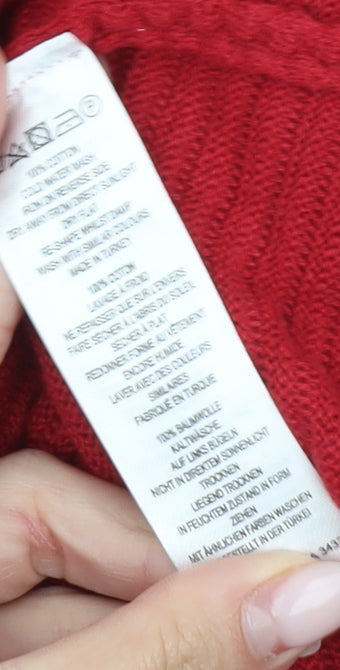 100% COTTON
COLD WATER WASH
IRON ON REVERSE SIDE
DRY AWAY FROM DIRECT SUNLIGHT
DRY FLAT
RE-SHAPE WHILST DAMP
WASH WITH SIMILAR COLOURS
MADE IN TURKEY
100% COTTON
LAVAGE A FROID
NE REPASSER QUE SUR L'ENVERS
FAIRE SÉCHER À L'ABRIS DU SOLEIL
SÉCHER À PLAT
REDONNER FORME AU VÊTEMENT
ENCORE HUMIDE
LAVER AVEC DES COULEURS
SIMILAIRES
FABRIQUÉ EN TURQUIE
100% BAUMWOLLE
KALTWÄSCHE
AUF LINKS BÜGELN
NICHT IN DIREKTEM SONNENLICHT
TROCKNEN
LIEGEND TROCKNEN
IN FEUCHTEM ZUSTAND IN FORM
ZIEHEN
MIT ÄHNLICHEN FARBEN WASCHEN
IN DER TÜRKEI